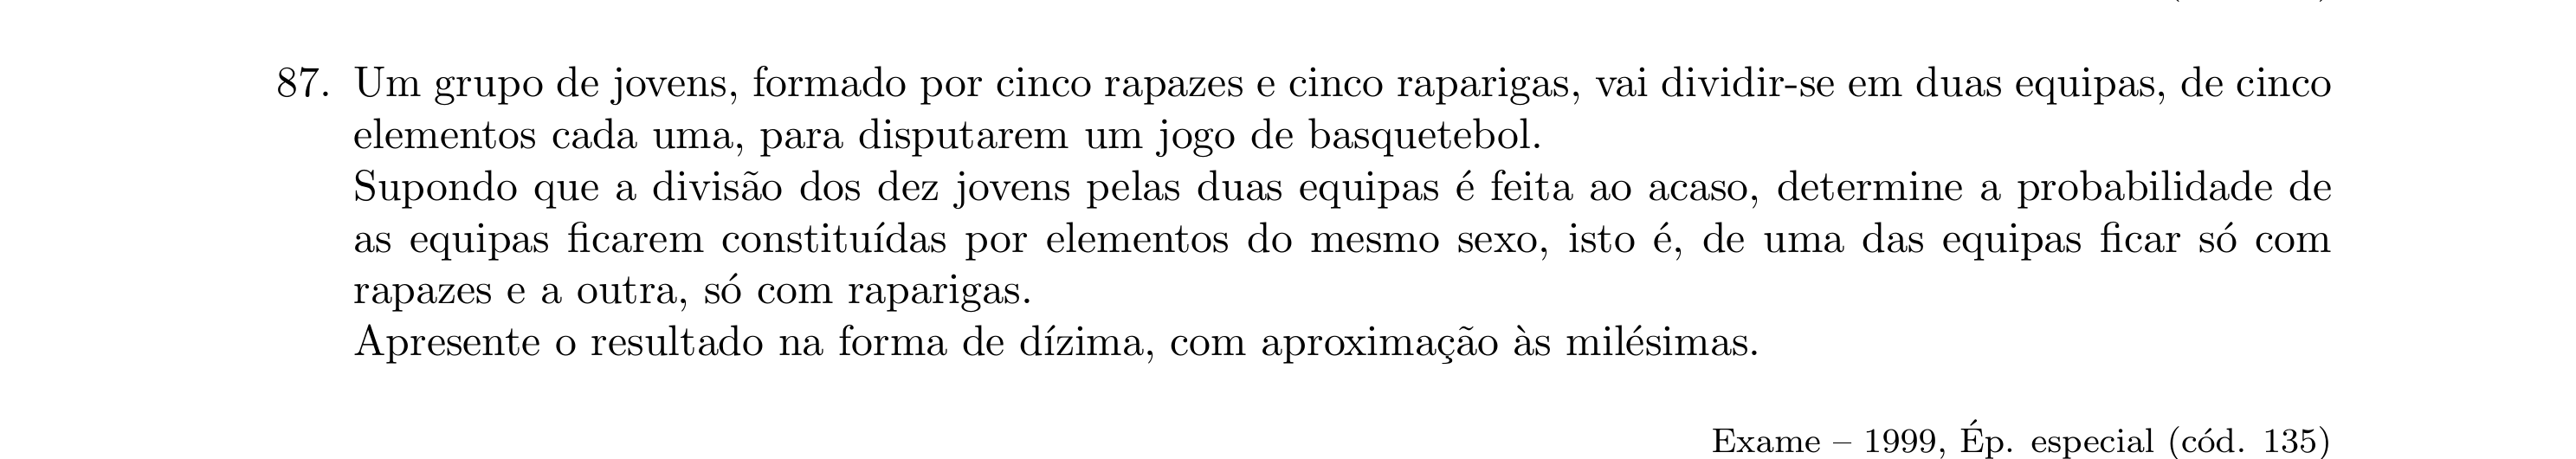 87. Um grupo de jovens, formado por cinco rapazes e cinco raparigas, vai dividir-se em duas equipas, de cinco
elementos cada uma, para disputarem um jogo de basquetebol.
Supondo que a divisão dos dez jovens pelas duas equipas é feita ao acaso, determine a probabilidade de
as equipas ficarem constituídas por elementos do mesmo sexo, isto é, de uma das equipas ficar só com
rapazes e a outra, só com raparigas.
Apresente o resultado na forma de dízima, com aproximação às milésimas.
Exame – 1999, Ép. especial (cód. 135)